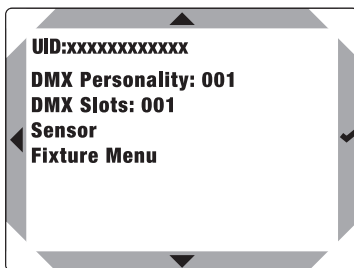 UID:xxxxxxxxxxxx
DMX Personality: 001
DMX Slots: 001
Sensor
Fixture Menu